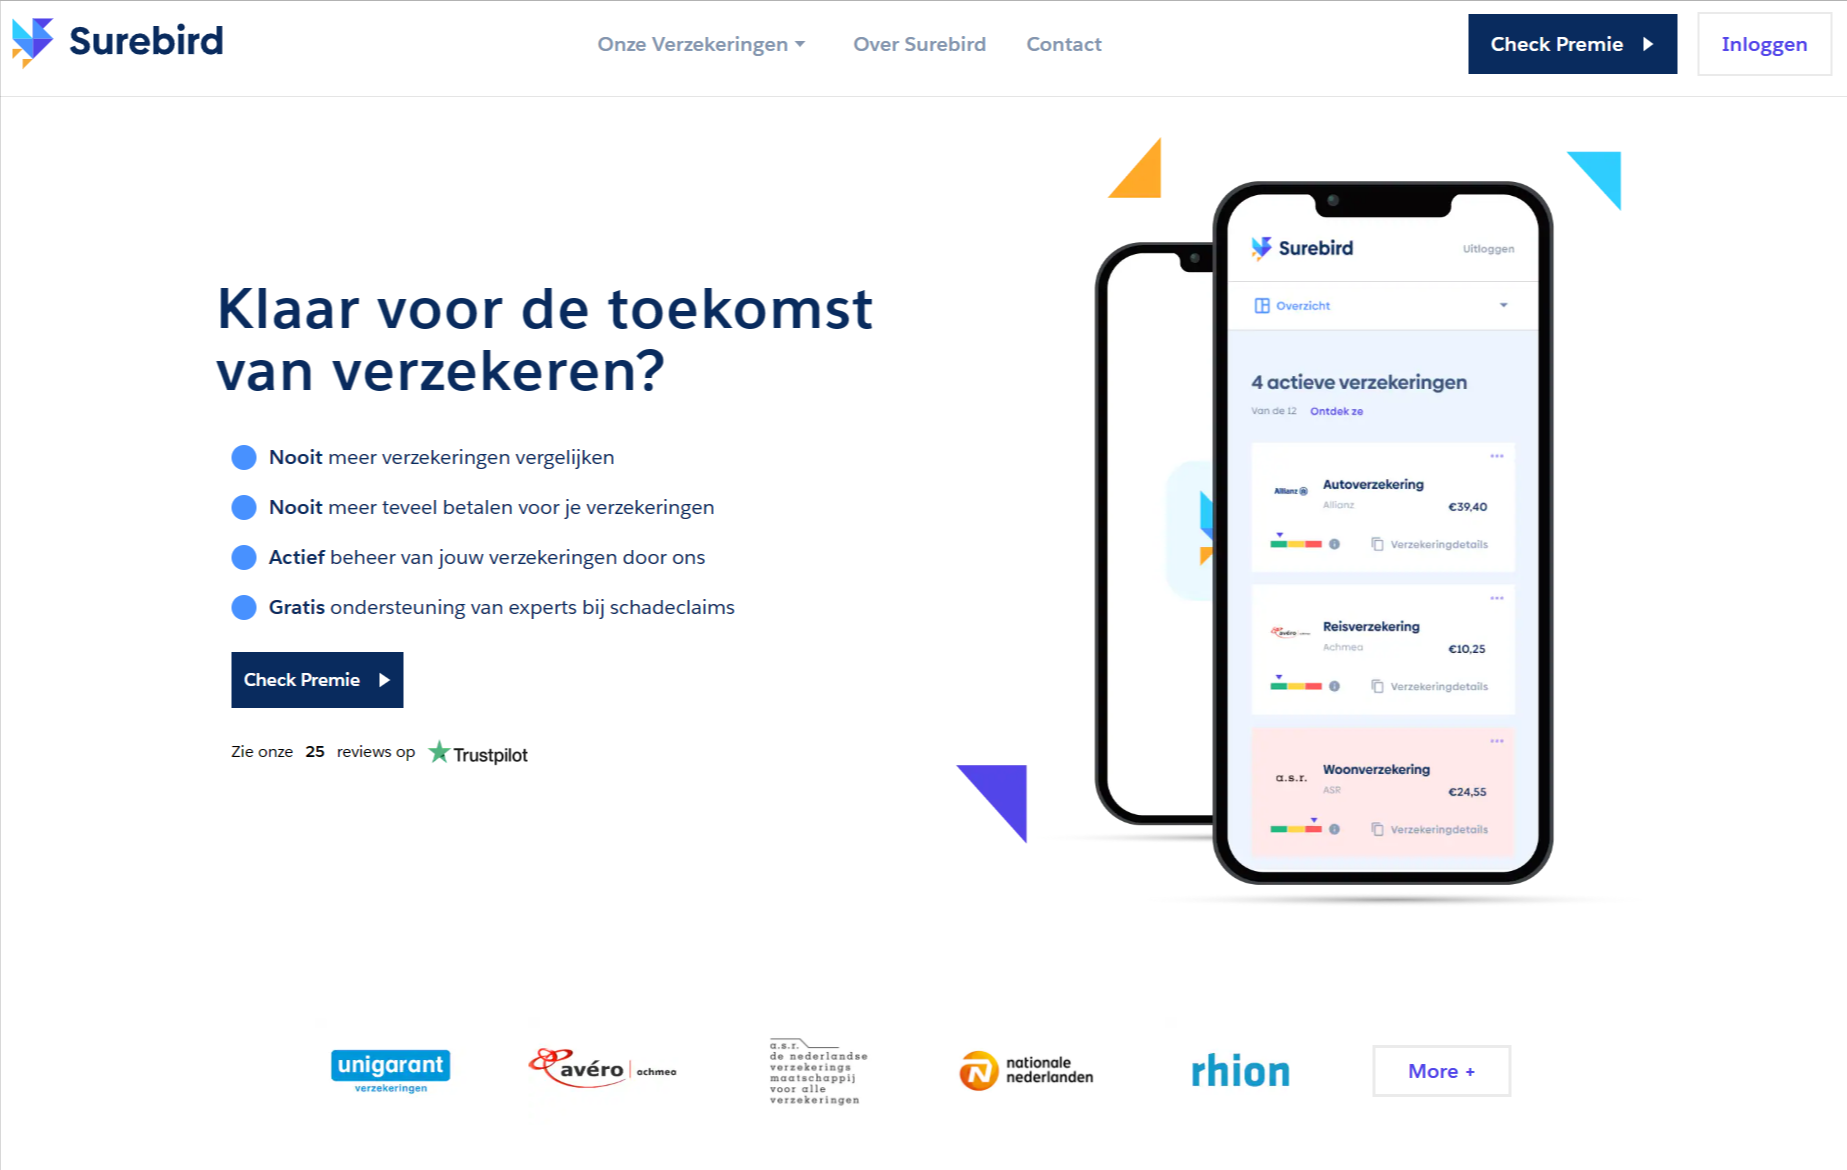 Surebird
Onze Verzekeringen
Over Surebird
Contact
Check Premie
Inloggen
Klaar voor de toekomst
van verzekeren?
Nooit meer verzekeringen vergelijken
Nooit meer teveel betalen voor je verzekeringen
Actief beheer van jouw verzekeringen door ons
Gratis ondersteuning van experts bij schadeclaims
Check Premie
Zie onze 25 reviews op Trustpilot
Surebird
Uitloggen
Overzicht
4 actieve verzekeringen
Van de 12 Ontdek ze
Allianz
Autoverzekering
Allianz
€39,40
Verzekeringdetails
avéro
Reisverzekering
Achmea
€10,25
Verzekeringdetails
a.s.r.
Woonverzekering
ASR
€24,55
Verzekeringdetails
unigarant
verzekeringen
avéro achmea
a.s.r.
de nederlandse
verzekerings
maatschappij
voor alle
verzekeringen
nationale
nederlanden
rhion
More +